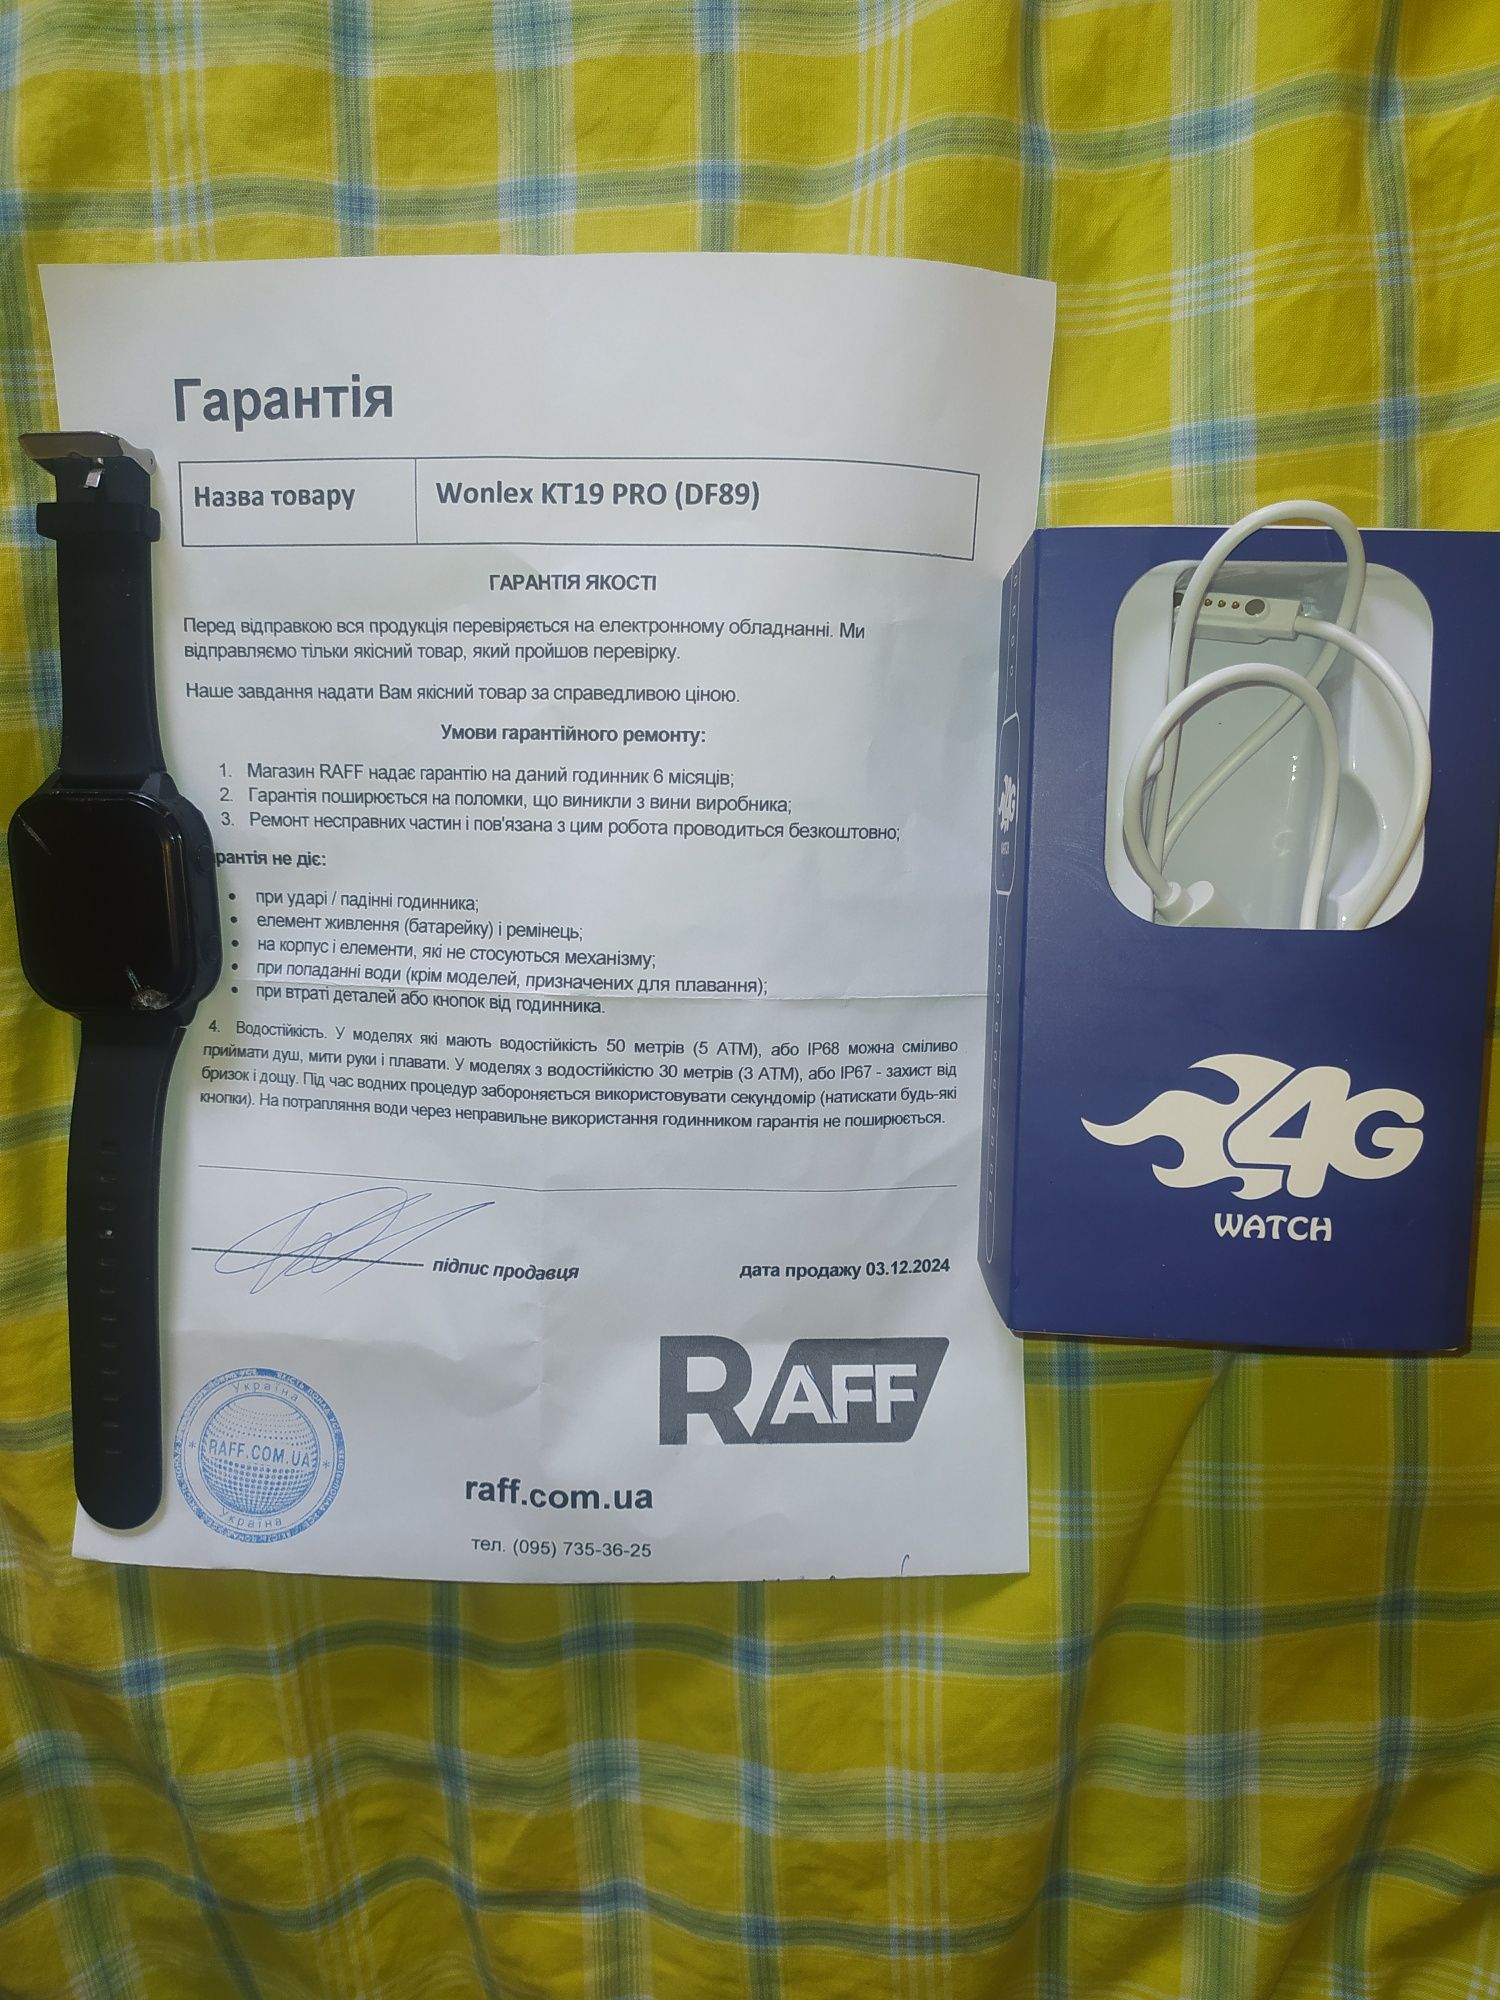 Гарантія
Назва товару
Wonlex KT19 PRO (DF89)
ГАРАНТІЯ ЯКОСТІ
Перед відправкою вся продукція перевіряється на електронному обладнанні. Ми
відправляємо тільки якісний товар, який пройшов перевірку.
Наше завдання надати Вам якісний товар за справедливою ціною.
Умови гарантійного ремонту:
1. Магазин RAFF надає гарантію на даний годинник 6 місяців;
2. Гарантія поширюється на поломки, що виникли з вини виробника;
3. Ремонт несправних частин і пов'язана з цим робота проводиться безкоштовно;
рантія не діє:
• при ударі / падінні годинника;
• елемент живлення (батарейку) і ремінець;
• на корпус і елементи, які не стосуються механізму;
• при попаданні води (крім моделей, призначених для плавання);
• при втраті деталей або кнопок від годинника.
4. Водостійкість. У моделях які мають водостійкість 50 метрів (5 АТМ), або IP68 можна сміливо
приймати душ, мити руки і плавати. У моделях з водостійкістю 30 метрів (3 АТМ), або IP67 - захист від
бризок і дощу. Під час водних процедур забороняється використовувати секундомір (натискати будь-які
кнопки). На потрапляння води через неправильне використання годинником гарантія не поширюється.
підпис продавця
дата продажу 03.12.2024
RAFF
Україна
RAFF.COM.UA
Україна
raff.com.ua
тел. (095) 735-36-25
4G
WATCH
4G
WATCH